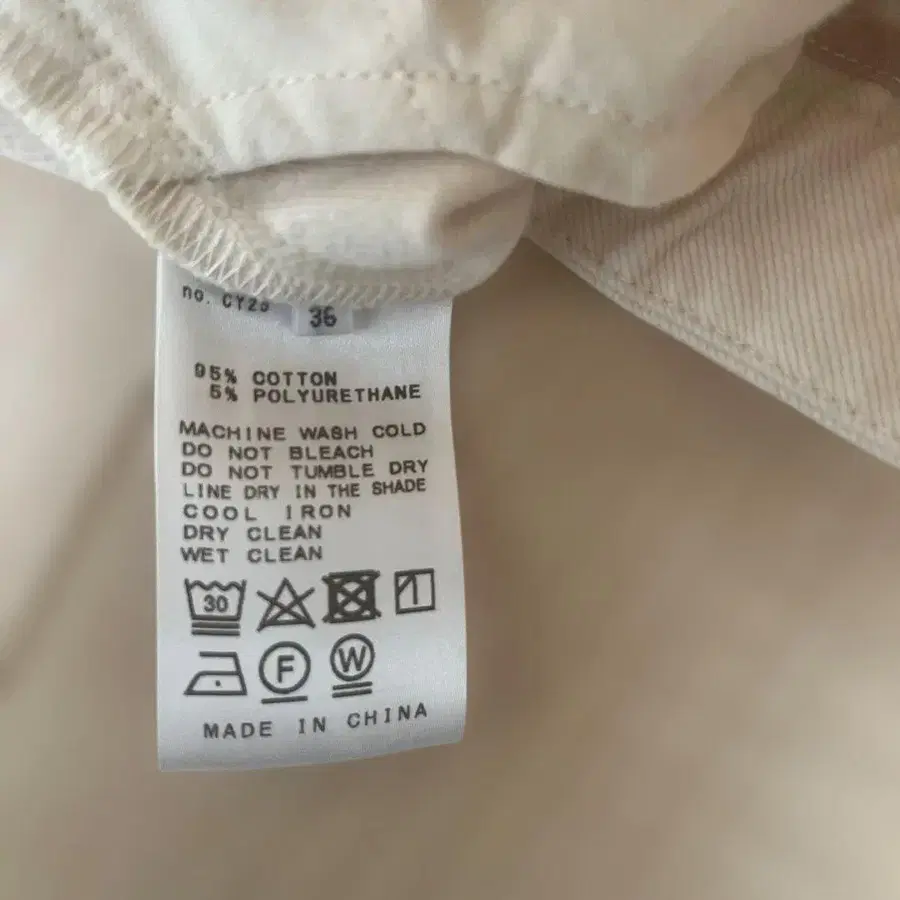 no. CY25
36
95% COTTON
5% POLYURETHANE
MACHINE WASH COLD
DO NOT BLEACH
DO NOT TUMBLE DRY
LINE DRY IN THE SHADE
COOL IRON
DRY CLEAN
WET CLEAN
30
F W
MADE IN CHINA